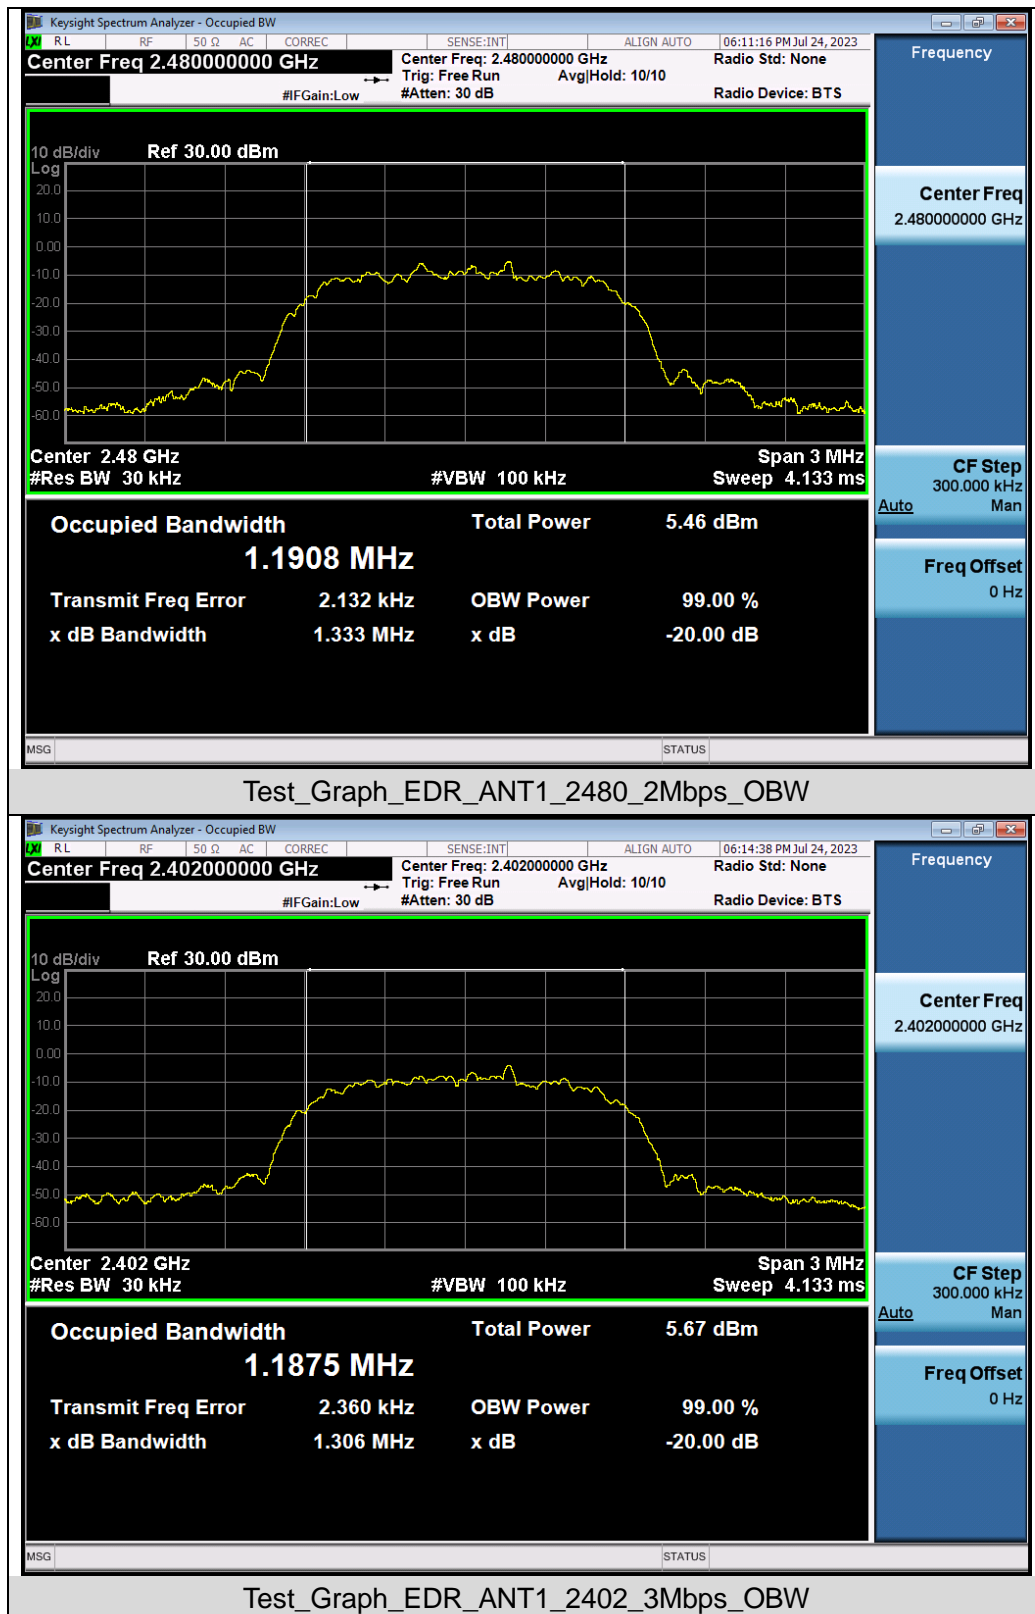 Keysight Spectrum Analyzer - Occupied BW
LXI RL RF 50 Ω AC CORREC SENSE:INT ALIGN AUTO 06:11:16 PM Jul 24, 2023
Center Freq 2.480000000 GHz
Center Freq: 2.480000000 GHz Radio Std: None
Trig: Free Run Avg|Hold: 10/10
#IFGain:Low #Atten: 30 dB Radio Device: BTS
Frequency
10 dB/div Ref 30.00 dBm
Log
20.0
10.0
0.00
-10.0
-20.0
-30.0
-40.0
-50.0
-60.0
Center 2.48 GHz Span 3 MHz
#Res BW 30 kHz #VBW 100 kHz Sweep 4.133 ms
Center Freq
2.480000000 GHz
CF Step
300.000 kHz
Auto Man
Freq Offset
0 Hz
Occupied Bandwidth Total Power 5.46 dBm
1.1908 MHz
Transmit Freq Error 2.132 kHz OBW Power 99.00 %
x dB Bandwidth 1.333 MHz x dB -20.00 dB
MSG STATUS
Test_Graph_EDR_ANT1_2480_2Mbps_OBW
Keysight Spectrum Analyzer - Occupied BW
LXI RL RF 50 Ω AC CORREC SENSE:INT ALIGN AUTO 06:14:38 PM Jul 24, 2023
Center Freq 2.402000000 GHz
Center Freq: 2.402000000 GHz Radio Std: None
Trig: Free Run Avg|Hold: 10/10
#IFGain:Low #Atten: 30 dB Radio Device: BTS
Frequency
10 dB/div Ref 30.00 dBm
Log
20.0
10.0
0.00
-10.0
-20.0
-30.0
-40.0
-50.0
-60.0
Center 2.402 GHz Span 3 MHz
#Res BW 30 kHz #VBW 100 kHz Sweep 4.133 ms
Center Freq
2.402000000 GHz
CF Step
300.000 kHz
Auto Man
Freq Offset
0 Hz
Occupied Bandwidth Total Power 5.67 dBm
1.1875 MHz
Transmit Freq Error 2.360 kHz OBW Power 99.00 %
x dB Bandwidth 1.306 MHz x dB -20.00 dB
MSG STATUS
Test_Graph_EDR_ANT1_2402_3Mbps_OBW